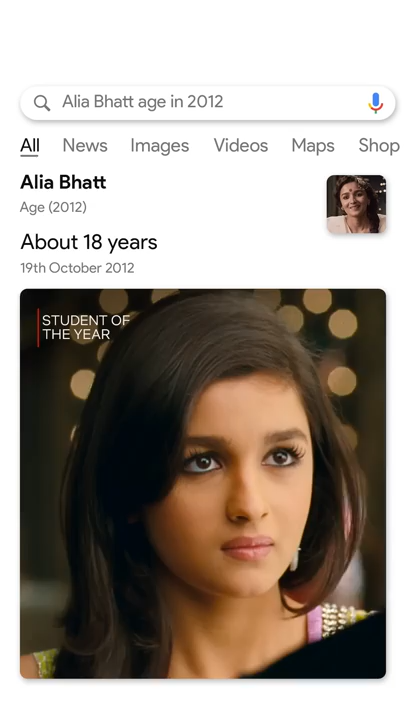 Alia Bhatt age in 2012
All News Images Videos Maps Shop
Alia Bhatt
Age (2012)
About 18 years
19th October 2012
STUDENT OF
THE YEAR